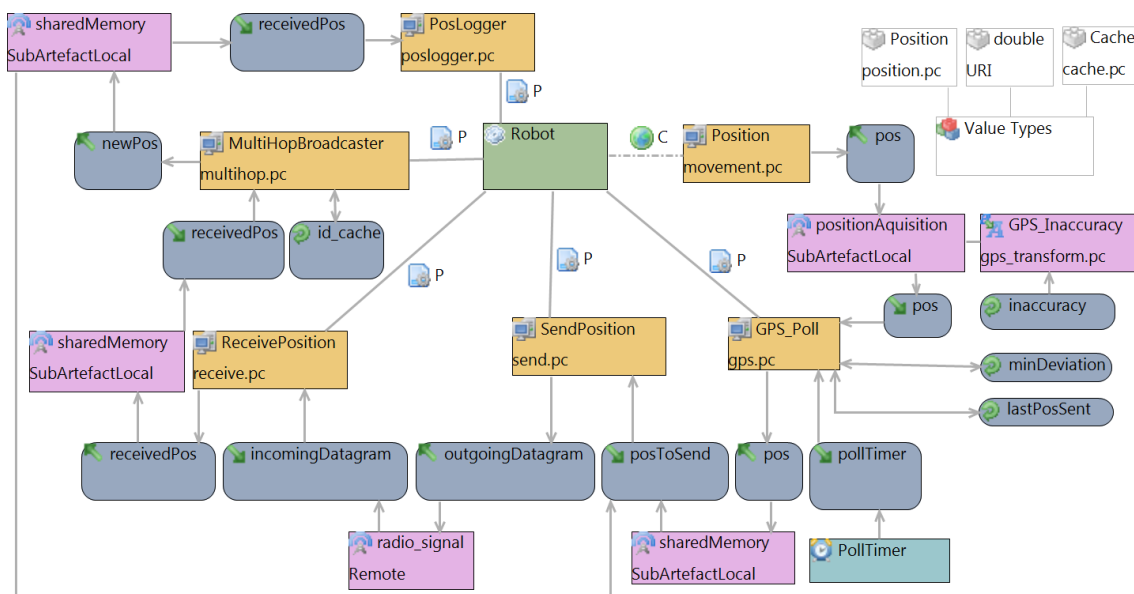 sharedMemory
SubArtefactLocal
receivedPos
PosLogger
poslogger.pc
P
Position
position.pc
double
URI
Cache
cache.pc
newPos
MultiHopBroadcaster
multihop.pc
P
Robot
C
Position
movement.pc
pos
Value Types
receivedPos
id_cache
P
P
P
positionAquisition
SubArtefactLocal
GPS_Inaccuracy
gps_transform.pc
pos
inaccuracy
sharedMemory
SubArtefactLocal
ReceivePosition
receive.pc
SendPosition
send.pc
GPS_Poll
gps.pc
minDeviation
lastPosSent
receivedPos
incomingDatagram
outgoingDatagram
posToSend
pos
pollTimer
radio_signal
Remote
sharedMemory
SubArtefactLocal
PollTimer